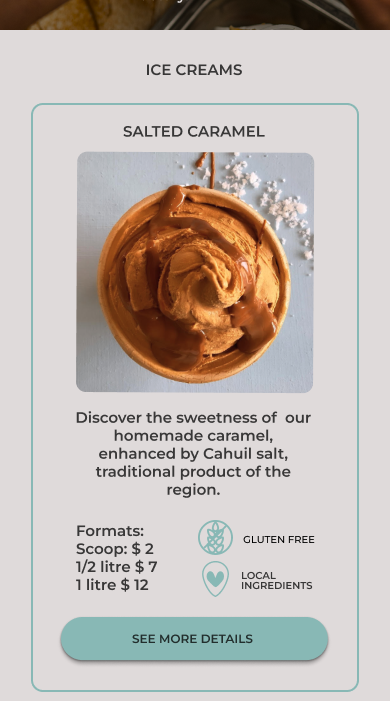 ICE CREAMS
SALTED CARAMEL
Discover the sweetness of  our
homemade caramel,
enhanced by Cahuil salt,
traditional product of the
region.
Formats:
Scoop: $ 2
1/2 litre $ 7
1 litre $ 12
GLUTEN FREE
LOCAL
INGREDIENTS
SEE MORE DETAILS